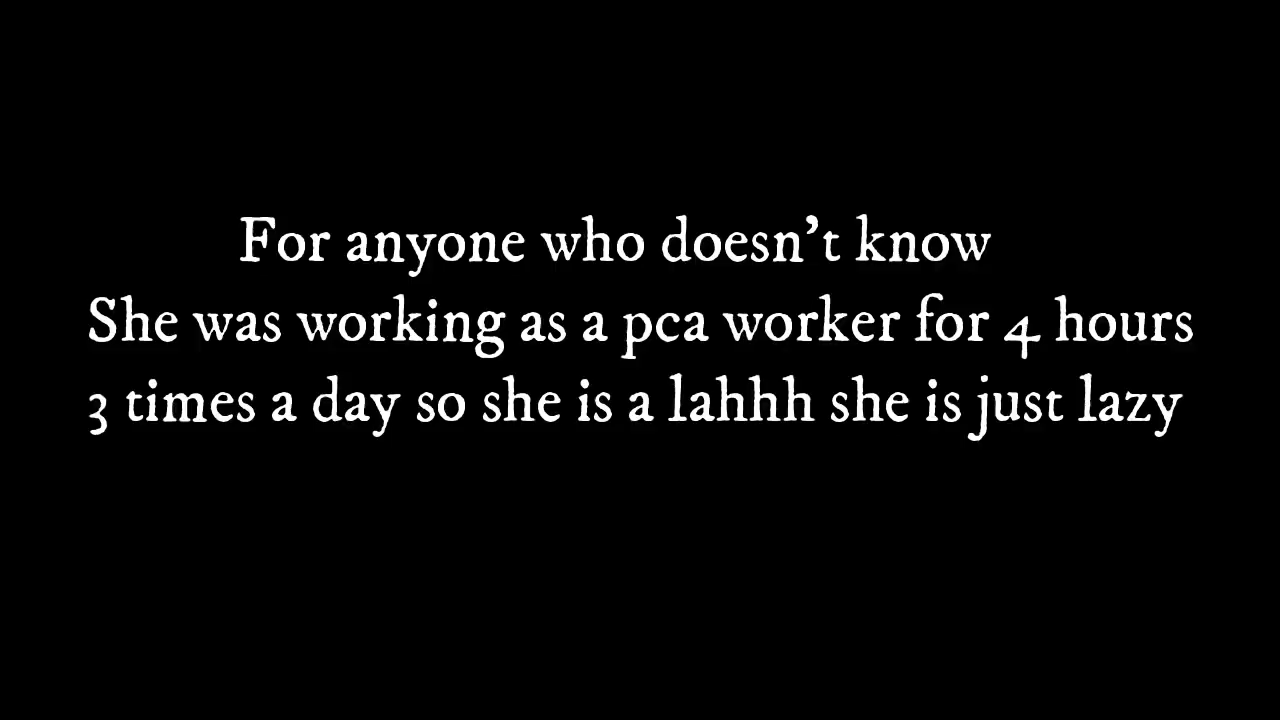 For anyone who doesn't know
She was working as a pca worker for 4 hours
3 times a day so she is a lahhh she is just lazy